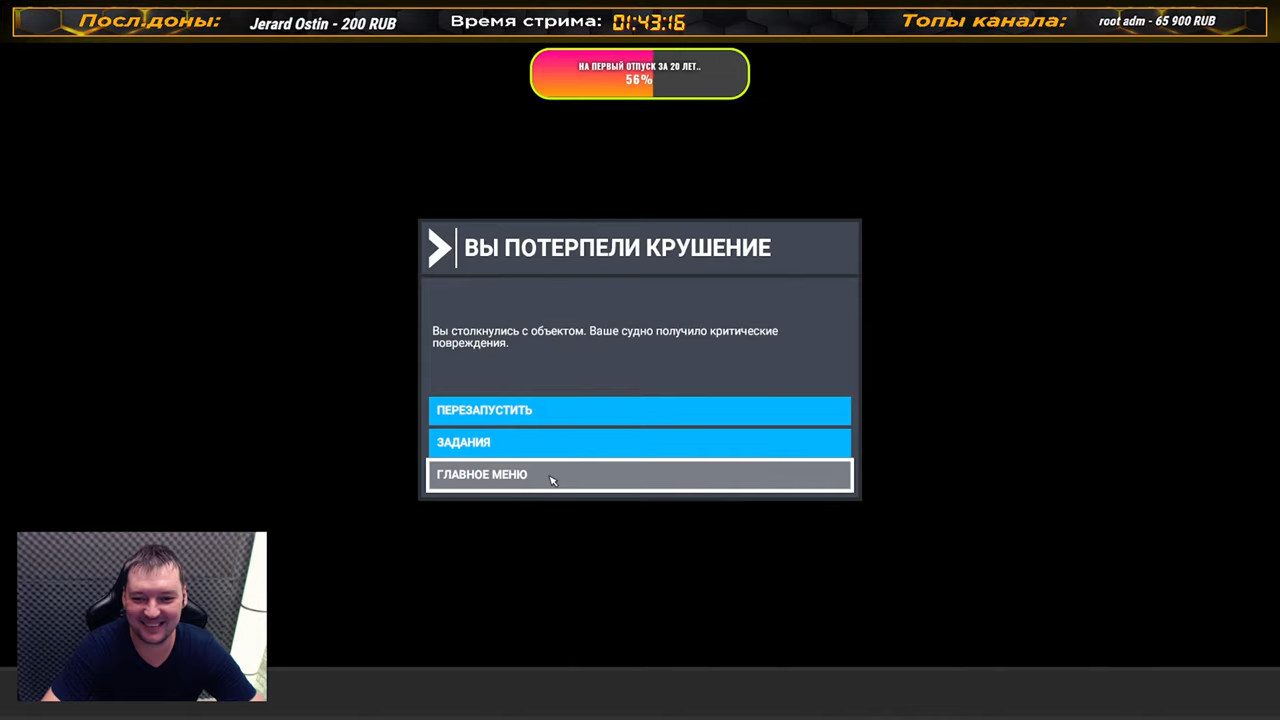 Посл.доны: Jerard Ostin - 200 RUB Время стрима: 01:43:16 Топы канала: root adm - 65 900 RUB
НА ПЕРВЫЙ ОТПУСК ЗА 20 ЛЕТ..
56%
ВЫ ПОТЕРПЕЛИ КРУШЕНИЕ
Вы столкнулись с объектом. Ваше судно получило критические
повреждения.
ПЕРЕЗАПУСТИТЬ
ЗАДАНИЯ
ГЛАВНОЕ МЕНЮ